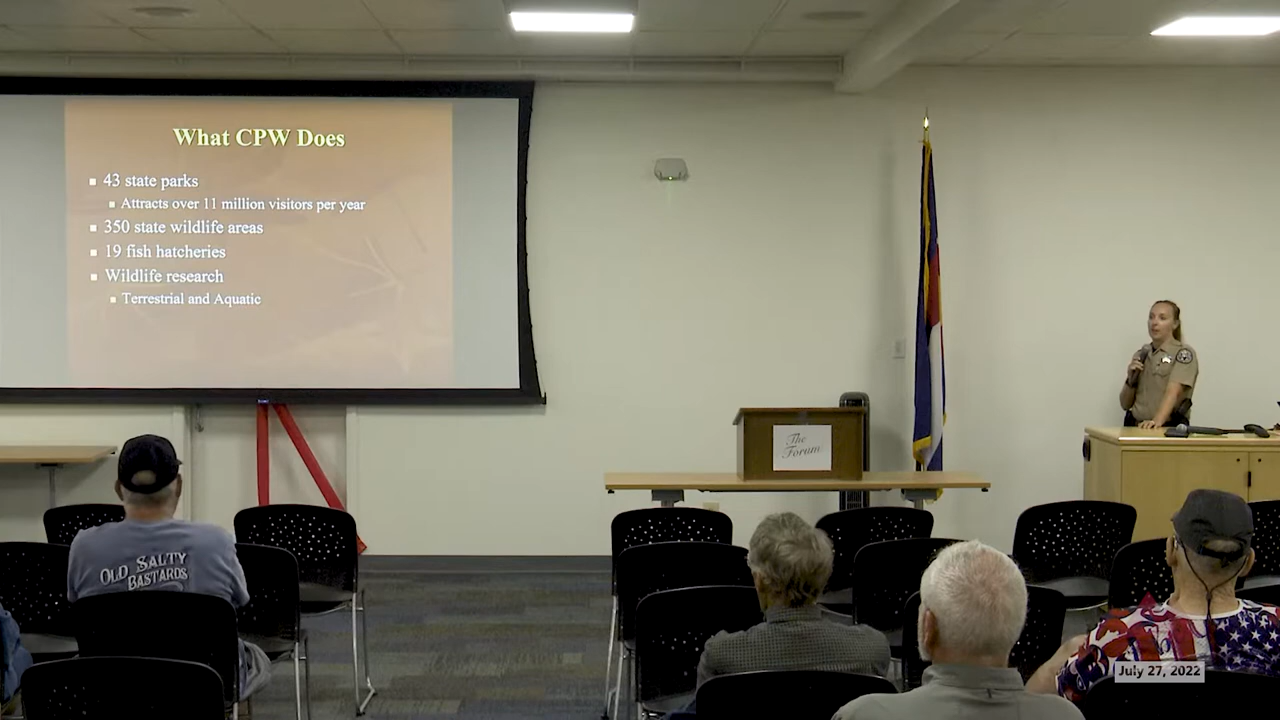 What CPW Does
43 state parks
Attracts over 11 million visitors per year
350 state wildlife areas
19 fish hatcheries
Wildlife research
Terrestrial and Aquatic
The
Forum
OLD SALTY
BASTARDS
July 27, 2022